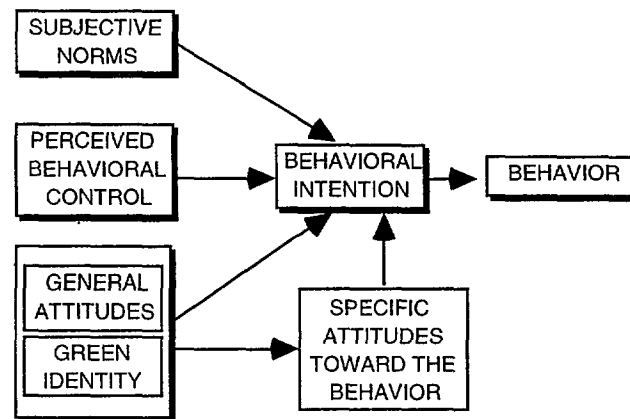 SUBJECTIVE
NORMS
PERCEIVED
BEHAVIORAL
CONTROL
BEHAVIORAL
INTENTION
BEHAVIOR
GENERAL
ATTITUDES
GREEN
IDENTITY
SPECIFIC
ATTITUDES
TOWARD THE
BEHAVIOR